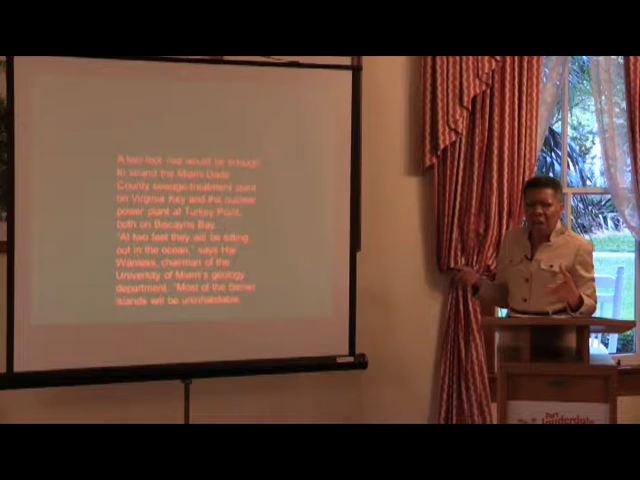 A two-foot rise would be enough
to strand the Miami-Dade
County sewage-treatment plant
on Virginia Key and the nuclear
power plant at Turkey Point,
both on Biscayne Bay.
"At two feet they will be sitting
out in the ocean," says Hal
Wanless, chairman of the
University of Miami's geology
department. "Most of the barrier
islands will be uninhabitable.
Fort
Lauderdale